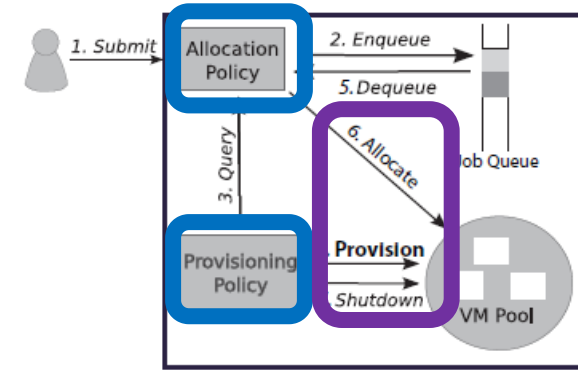 1. Submit
Allocation
Policy
2. Enqueue
5. Dequeue
3. Query
6. Allocate
Job Queue
Provisioning
Policy
. Provision
Shutdown
VM Pool